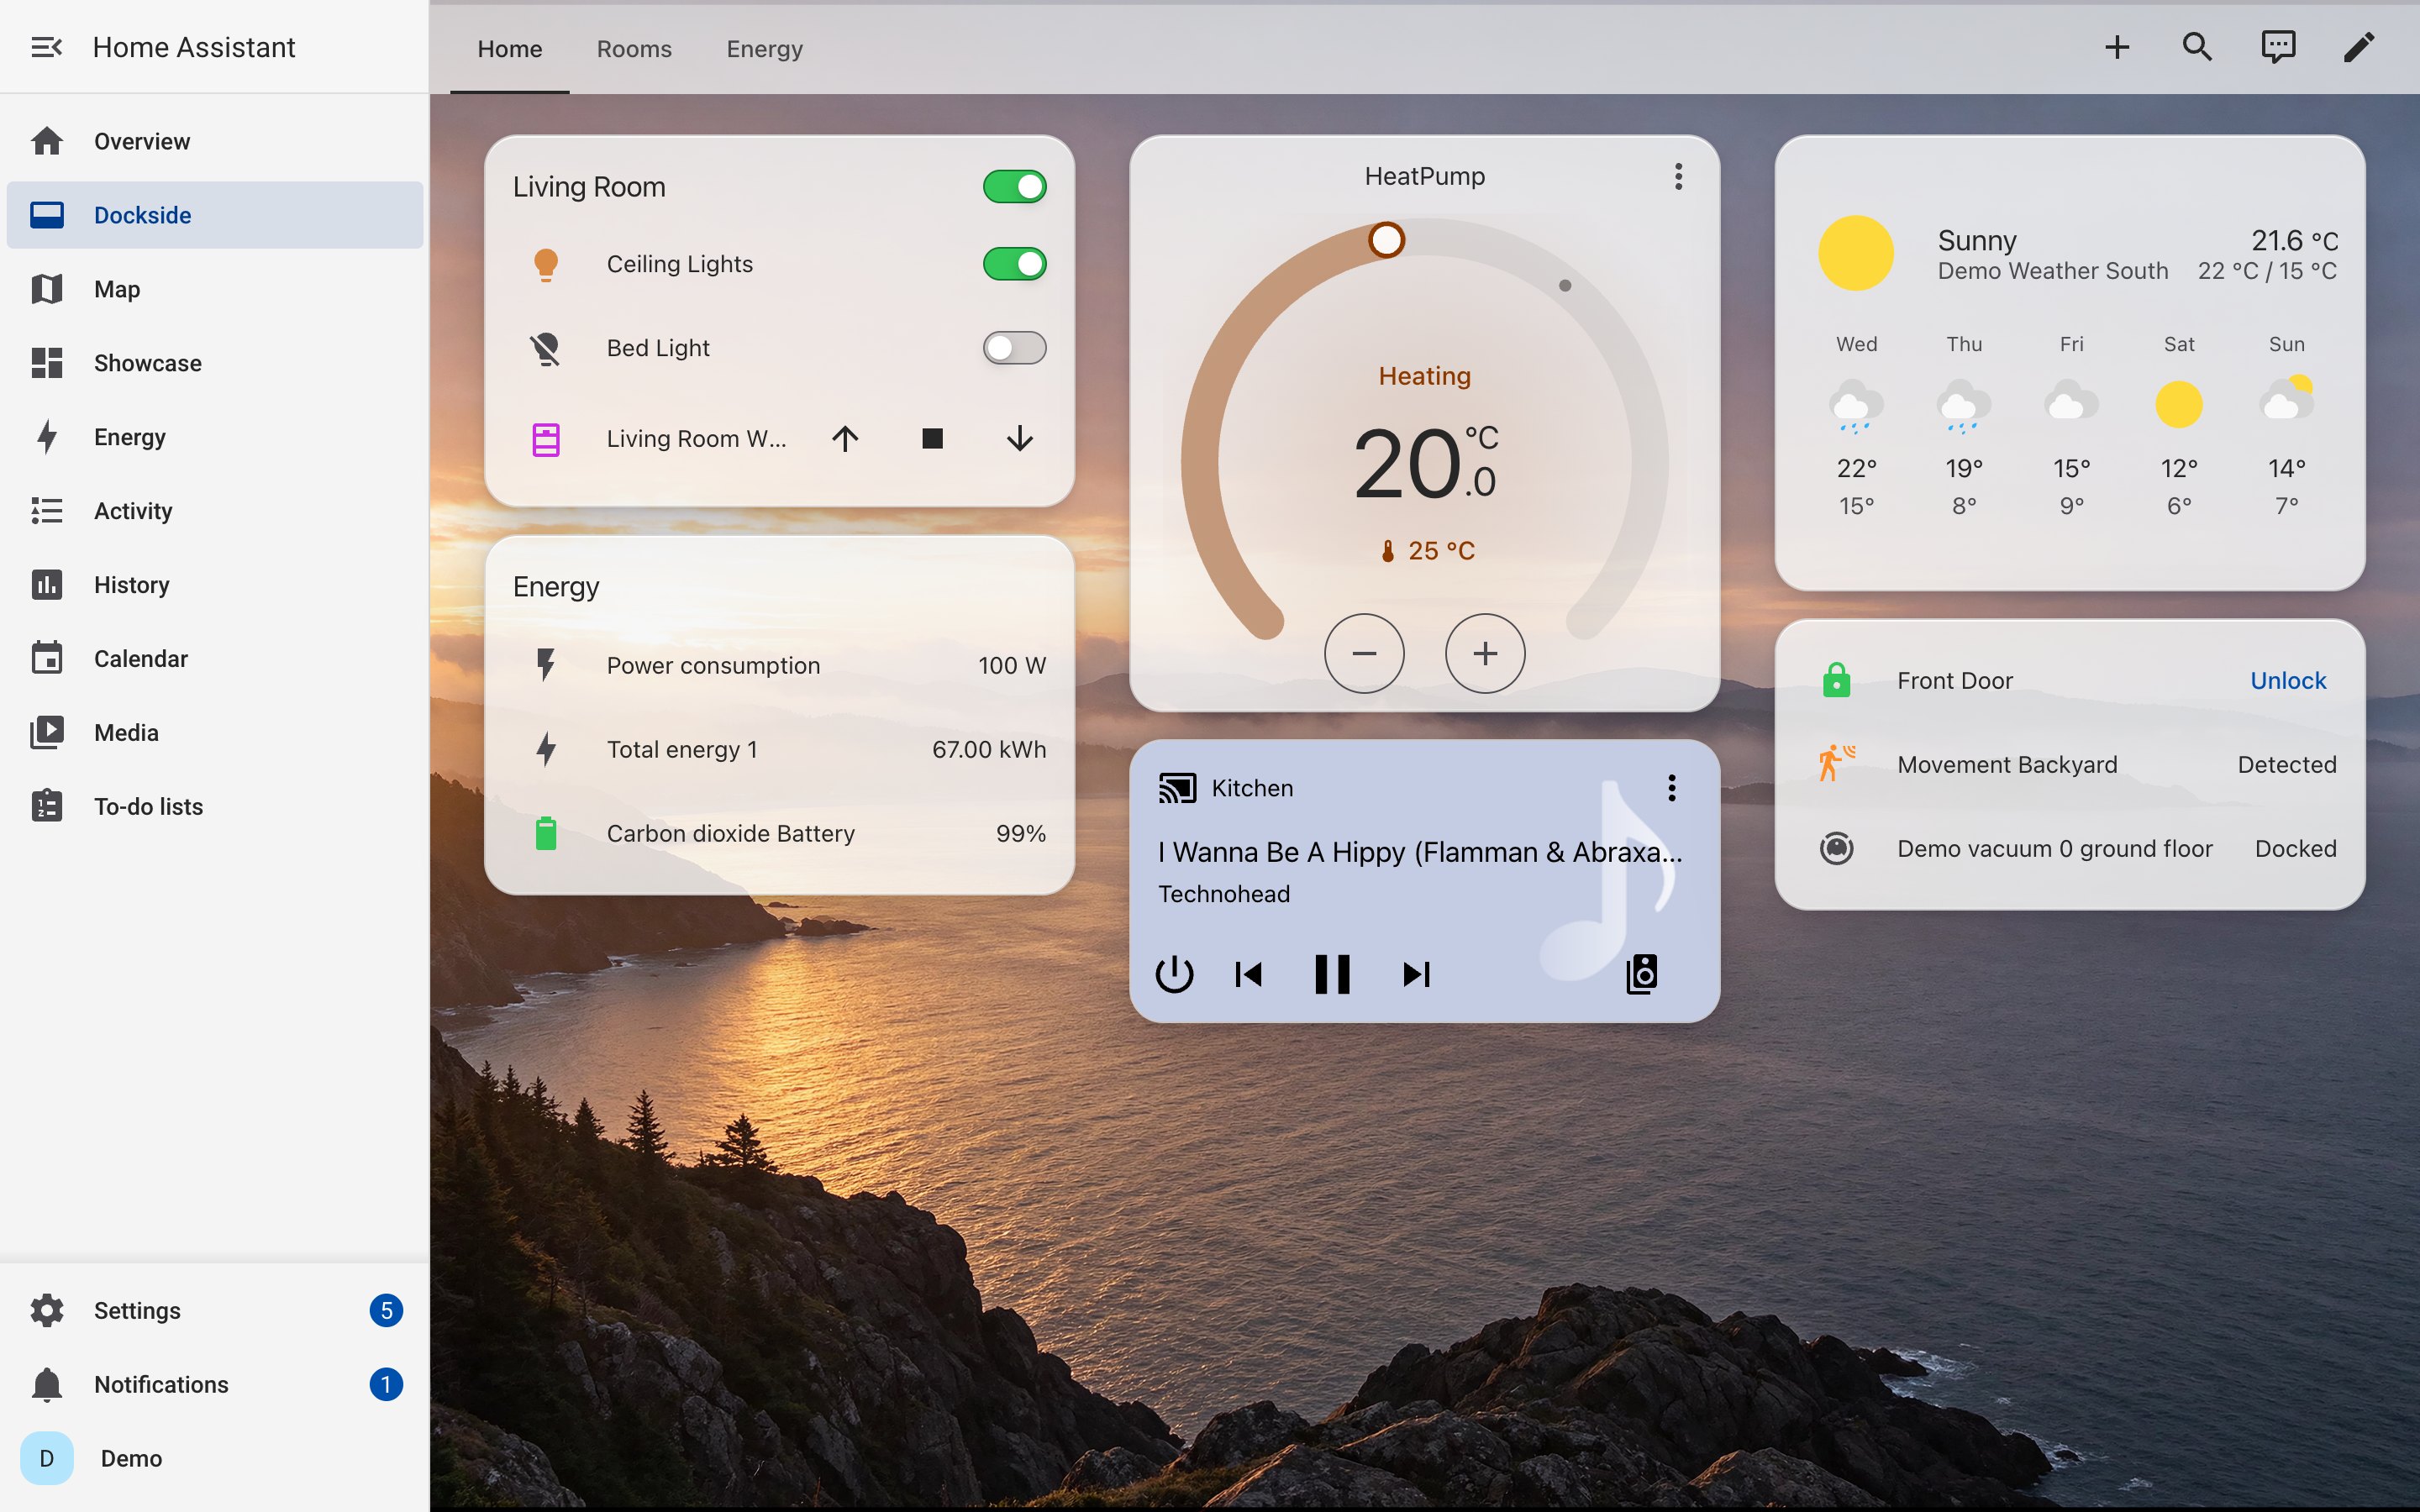 Home Assistant
Overview
Dockside
Map
Showcase
Energy
Activity
History
Calendar
Media
To-do lists
Settings 5
Notifications 1
D Demo
Home Rooms Energy
Living Room
Ceiling Lights
Bed Light
Living Room W...
Energy
Power consumption 100 W
Total energy 1 67.00 kWh
Carbon dioxide Battery 99%
HeatPump
Heating
20.0 °C
25 °C
Kitchen
I Wanna Be A Hippy (Flamman & Abraxa...
Technohead
Sunny 21.6 °C
Demo Weather South 22 °C / 15 °C
Wed Thu Fri Sat Sun
22° 19° 15° 12° 14°
15° 8° 9° 6° 7°
Front Door Unlock
Movement Backyard Detected
Demo vacuum 0 ground floor Docked